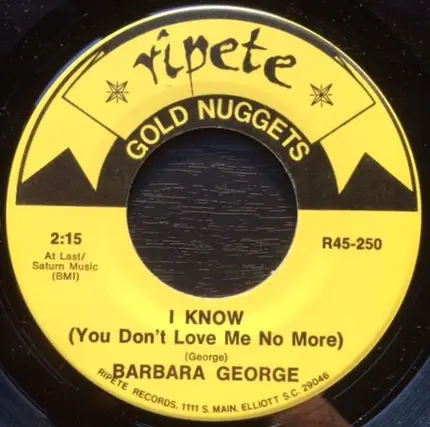 ripete
GOLD NUGGETS
2:15
At Last/
Saturn Music
(BMI)
R45-250
I KNOW
(You Don't Love Me No More)
(George)
BARBARA GEORGE
RIPETE RECORDS, 1111 S. MAIN, ELLIOTT S.C. 29046